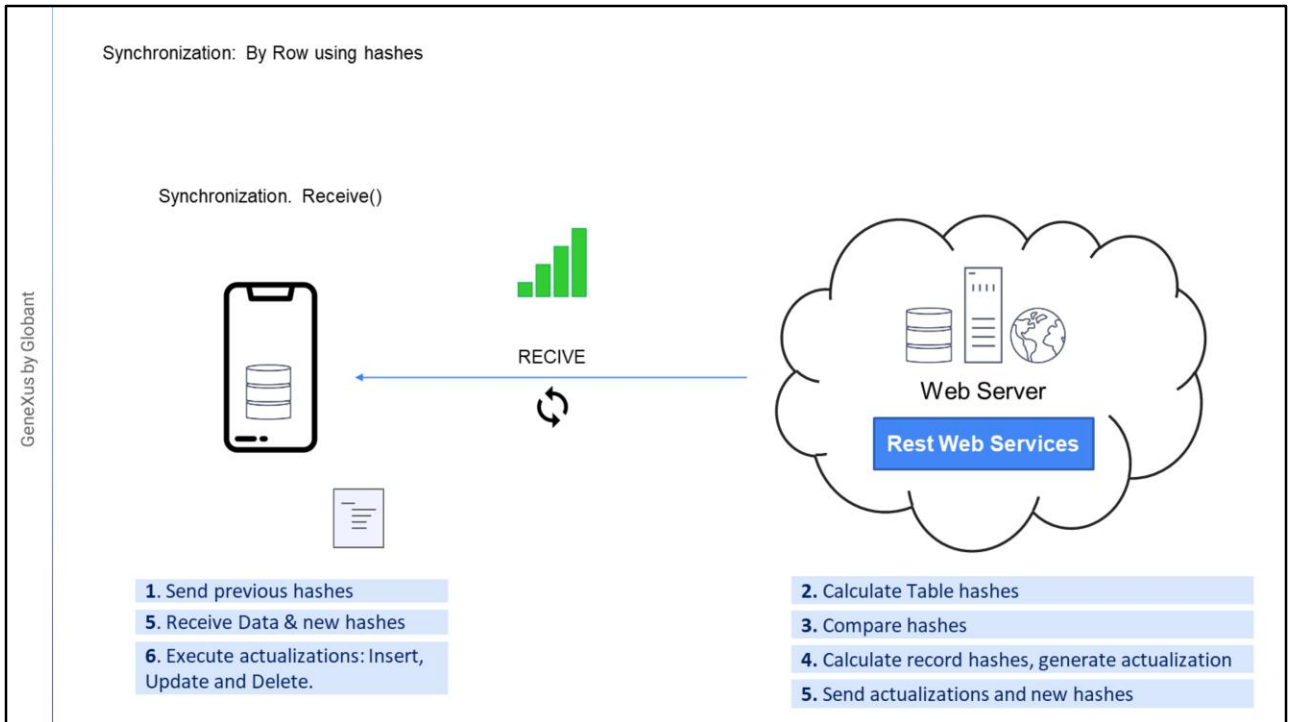 Synchronization: By Row using hashes
Synchronization. Receive()
GeneXus by Globant
RECIVE
Web Server
Rest Web Services
1. Send previous hashes
5. Receive Data & new hashes
6. Execute actualizations: Insert,
Update and Delete.
2. Calculate Table hashes
3. Compare hashes
4. Calculate record hashes, generate actualization
5. Send actualizations and new hashes